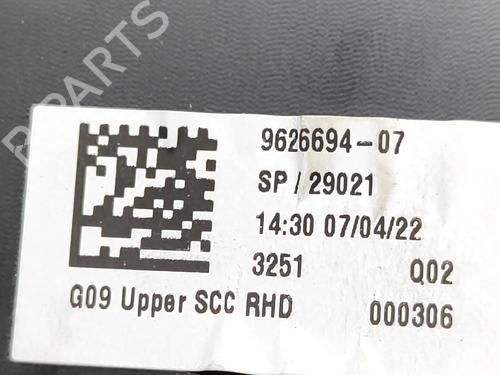 9626694-07
SP/29021
14:30 07/04/22
3251 Q02
G09 Upper SCC RHD 000306